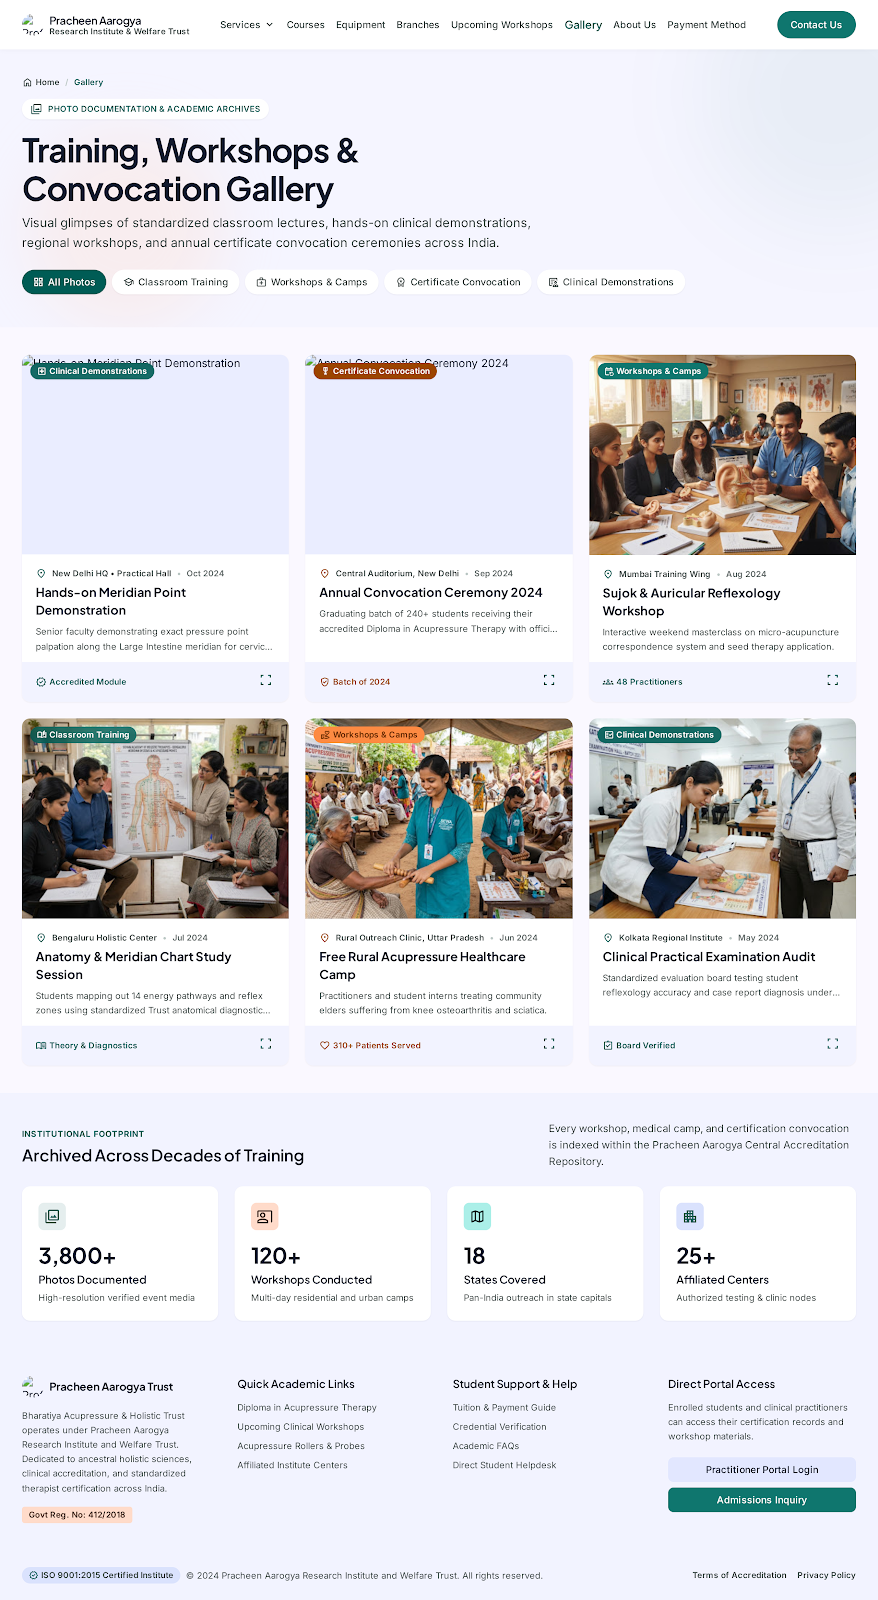 Pracheen Aarogya
Research Institute & Welfare Trust
Services
Courses
Equipment
Branches
Upcoming Workshops
Gallery
About Us
Payment Method
Contact Us
Home / Gallery
PHOTO DOCUMENTATION & ACADEMIC ARCHIVES
Training, Workshops &
Convocation Gallery
Visual glimpses of standardized classroom lectures, hands-on clinical demonstrations,
regional workshops, and annual certificate convocation ceremonies across India.
All Photos
Classroom Training
Workshops & Camps
Certificate Convocation
Clinical Demonstrations
Hands-on Meridian Point Demonstration
Clinical Demonstrations
New Delhi HQ • Practical Hall • Oct 2024
Hands-on Meridian Point
Demonstration
Senior faculty demonstrating exact pressure point
palpation along the Large Intestine meridian for cervic...
Accredited Module
Annual Convocation Ceremony 2024
Certificate Convocation
Central Auditorium, New Delhi • Sep 2024
Annual Convocation Ceremony 2024
Graduating batch of 240+ students receiving their
accredited Diploma in Acupressure Therapy with offici...
Batch of 2024
Workshops & Camps
Mumbai Training Wing • Aug 2024
Sujok & Auricular Reflexology
Workshop
Interactive weekend masterclass on micro-acupuncture
correspondence system and seed therapy application.
48 Practitioners
Classroom Training
Bengaluru Holistic Center • Jul 2024
Anatomy & Meridian Chart Study
Session
Students mapping out 14 energy pathways and reflex
zones using standardized Trust anatomical diagnostic...
Theory & Diagnostics
Workshops & Camps
Rural Outreach Clinic, Uttar Pradesh • Jun 2024
Free Rural Acupressure Healthcare
Camp
Practitioners and student interns treating community
elders suffering from knee osteoarthritis and sciatica.
310+ Patients Served
Clinical Demonstrations
Kolkata Regional Institute • May 2024
Clinical Practical Examination Audit
Standardized evaluation board testing student
reflexology accuracy and case report diagnosis under...
Board Verified
INSTITUTIONAL FOOTPRINT
Archived Across Decades of Training
Every workshop, medical camp, and certification convocation
is indexed within the Pracheen Aarogya Central Accreditation
Repository.
3,800+
Photos Documented
High-resolution verified event media
120+
Workshops Conducted
Multi-day residential and urban camps
18
States Covered
Pan-India outreach in state capitals
25+
Affiliated Centers
Authorized testing & clinic nodes
Pracheen Aarogya Trust
Bharatiya Acupressure & Holistic Trust
operates under Pracheen Aarogya
Research Institute and Welfare Trust.
Dedicated to ancestral holistic sciences,
clinical accreditation, and standardized
therapist certification across India.
Govt Reg. No: 412/2018
Quick Academic Links
Diploma in Acupressure Therapy
Upcoming Clinical Workshops
Acupressure Rollers & Probes
Affiliated Institute Centers
Student Support & Help
Tuition & Payment Guide
Credential Verification
Academic FAQs
Direct Student Helpdesk
Direct Portal Access
Enrolled students and clinical practitioners
can access their certification records and
workshop materials.
Practitioner Portal Login
Admissions Inquiry
ISO 9001:2015 Certified Institute
© 2024 Pracheen Aarogya Research Institute and Welfare Trust. All rights reserved.
Terms of Accreditation
Privacy Policy